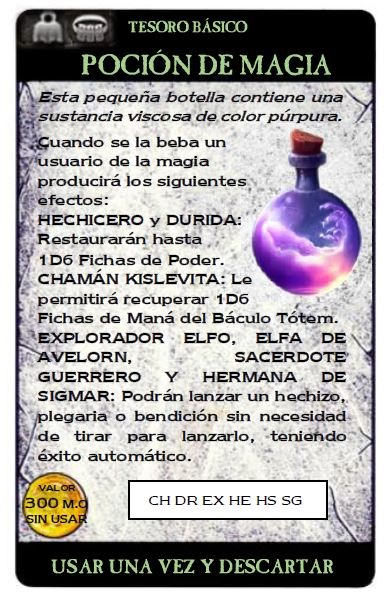 TESORO BÁSICO
POCIÓN DE MAGIA
Esta pequeña botella contiene una
sustancia viscosa de color púrpura.
Cuando se la beba un
usuario de la magia
producirá los siguientes
efectos:
HECHICERO y DURIDA:
Restaurarán hasta
1D6 Fichas de Poder.
CHAMÁN KISLEVITA: Le
permitirá recuperar 1D6
Fichas de Maná del Báculo Tótem.
EXPLORADOR ELFO, ELFA DE
AVELORN, SACERDOTE
GUERRERO Y HERMANA DE
SIGMAR: Podrán lanzar un hechizo,
plegaria o bendición sin necesidad
de tirar para lanzarlo, teniendo
éxito automático.
VALOR
300 M.O
SIN USAR
CH DR EX HE HS SG
USAR UNA VEZ Y DESCARTAR